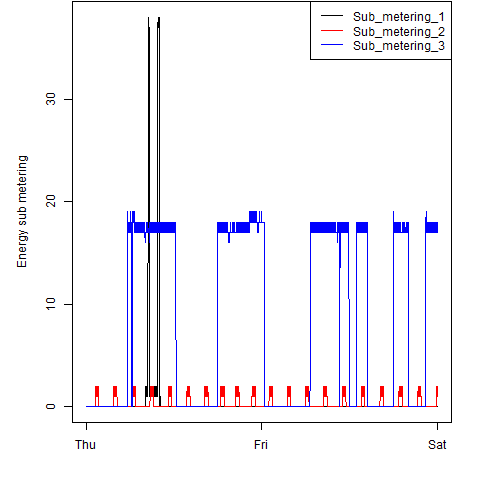 Sub_metering_1
Sub_metering_2
Sub_metering_3
Energy sub metering
30
20
10
0
Thu Fri Sat